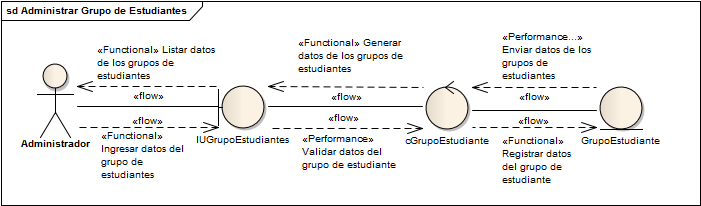 sd Administrar Grupo de Estudiantes
«Functional» Listar datos
de los grupos de
estudiantes
«flow»
«flow»
«Functional»
Ingresar datos del
grupo de
estudiantes
Administrador
IUGrupoEstudiantes
«Functional» Generar
datos de los grupos de
estudiantes
«flow»
«flow»
«Performance»
Validar datos del
grupo de estudiante
cGrupoEstudiante
«Performance...»
Enviar datos de los
grupos de
estudiantes
«flow»
«flow»
«Functional»
Registrar datos
del grupo de
estudiante
GrupoEstudiante